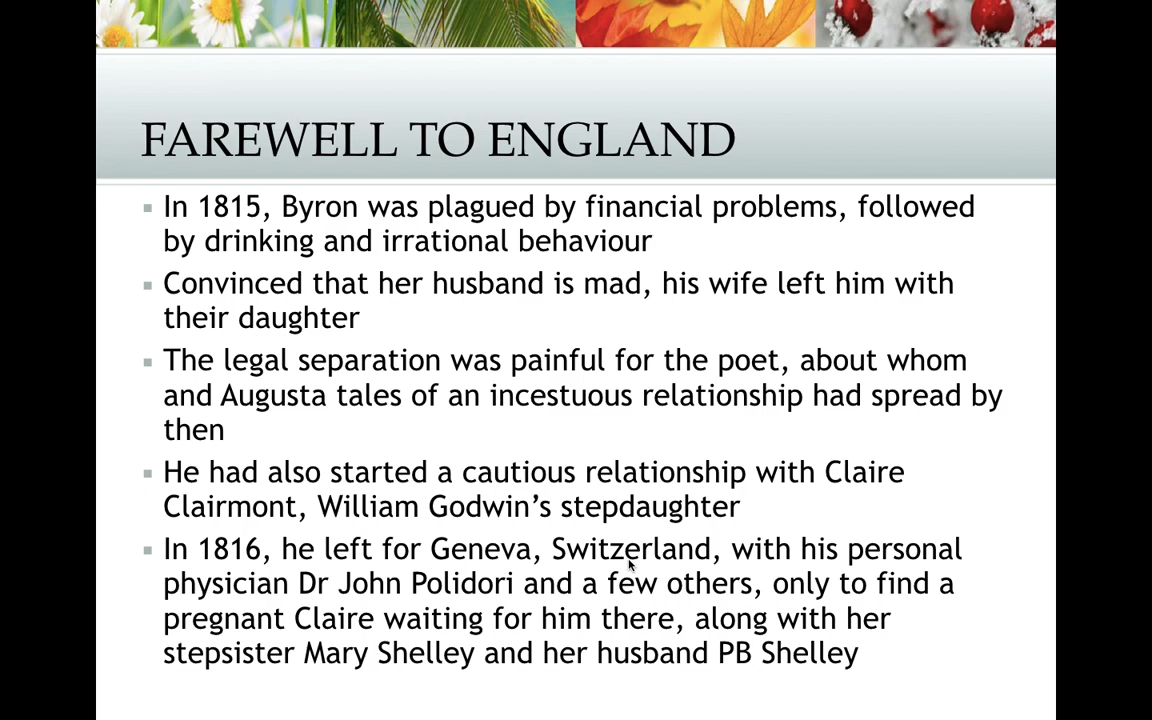 FAREWELL TO ENGLAND
▪ In 1815, Byron was plagued by financial problems, followed
by drinking and irrational behaviour
▪ Convinced that her husband is mad, his wife left him with
their daughter
▪ The legal separation was painful for the poet, about whom
and Augusta tales of an incestuous relationship had spread by
then
▪ He had also started a cautious relationship with Claire
Clairmont, William Godwin’s stepdaughter
▪ In 1816, he left for Geneva, Switzerland, with his personal
physician Dr John Polidori and a few others, only to find a
pregnant Claire waiting for him there, along with her
stepsister Mary Shelley and her husband PB Shelley